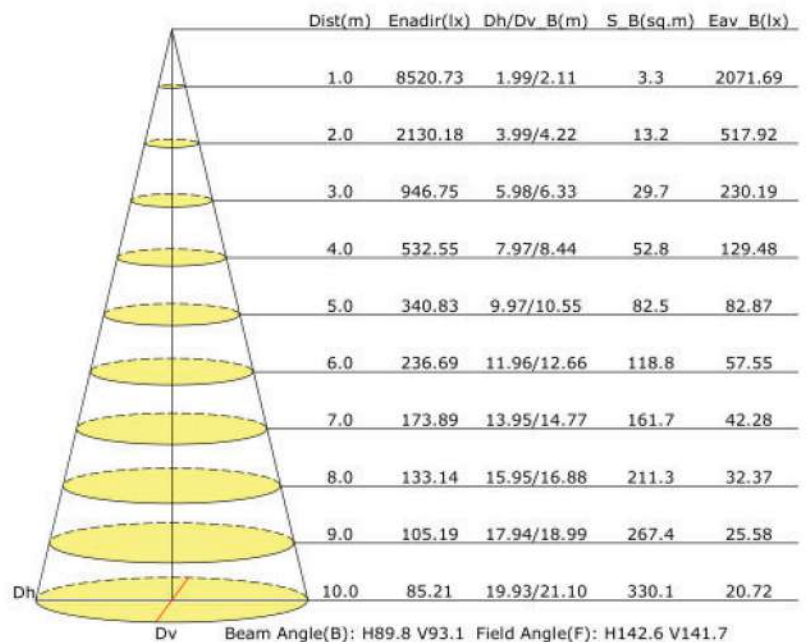 Dist(m) Enadir(lx) Dh/Dv_B(m) S_B(sq.m) Eav_B(lx)
1.0 8520.73 1.99/2.11 3.3 2071.69
2.0 2130.18 3.99/4.22 13.2 517.92
3.0 946.75 5.98/6.33 29.7 230.19
4.0 532.55 7.97/8.44 52.8 129.48
5.0 340.83 9.97/10.55 82.5 82.87
6.0 236.69 11.96/12.66 118.8 57.55
7.0 173.89 13.95/14.77 161.7 42.28
8.0 133.14 15.95/16.88 211.3 32.37
9.0 105.19 17.94/18.99 267.4 25.58
Dh 10.0 85.21 19.93/21.10 330.1 20.72
Dv Beam Angle(B): H89.8 V93.1 Field Angle(F): H142.6 V141.7